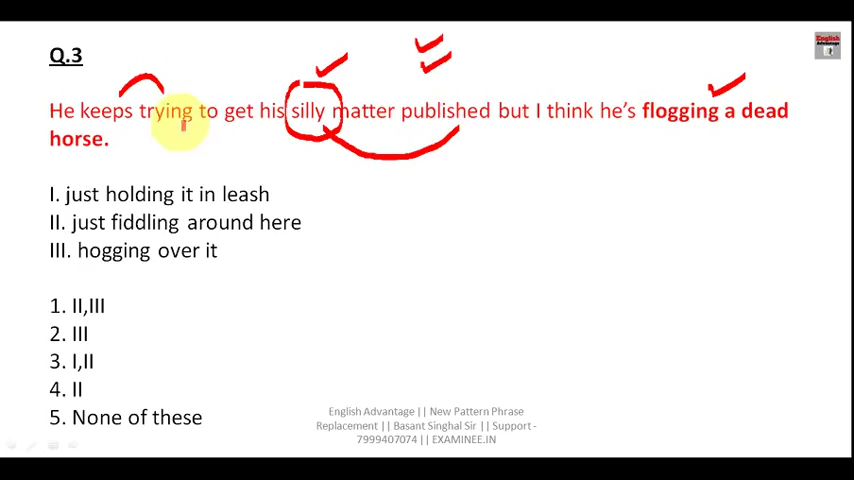 English
Advantage
Q.3
He keeps trying to get his silly matter published but I think he's flogging a dead
horse.
I. just holding it in leash
II. just fiddling around here
III. hogging over it
1. II,III
2. III
3. I,II
4. II
5. None of these
English Advantage || New Pattern Phrase
Replacement || Basant Singhal Sir || Support -
7999407074 || EXAMINEE.IN